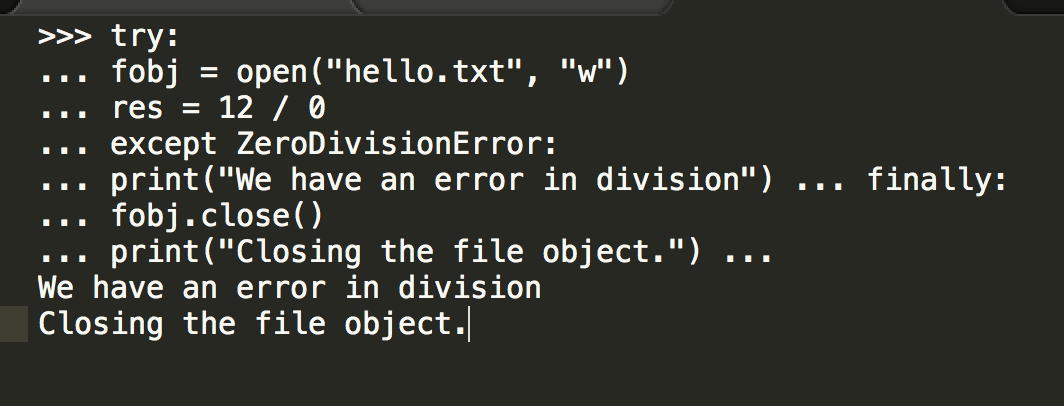 >>> try:
... fobj = open("hello.txt", "w")
... res = 12 / 0
... except ZeroDivisionError:
... print("We have an error in division") ... finally:
... fobj.close()
... print("Closing the file object.") ...
We have an error in division
Closing the file object.